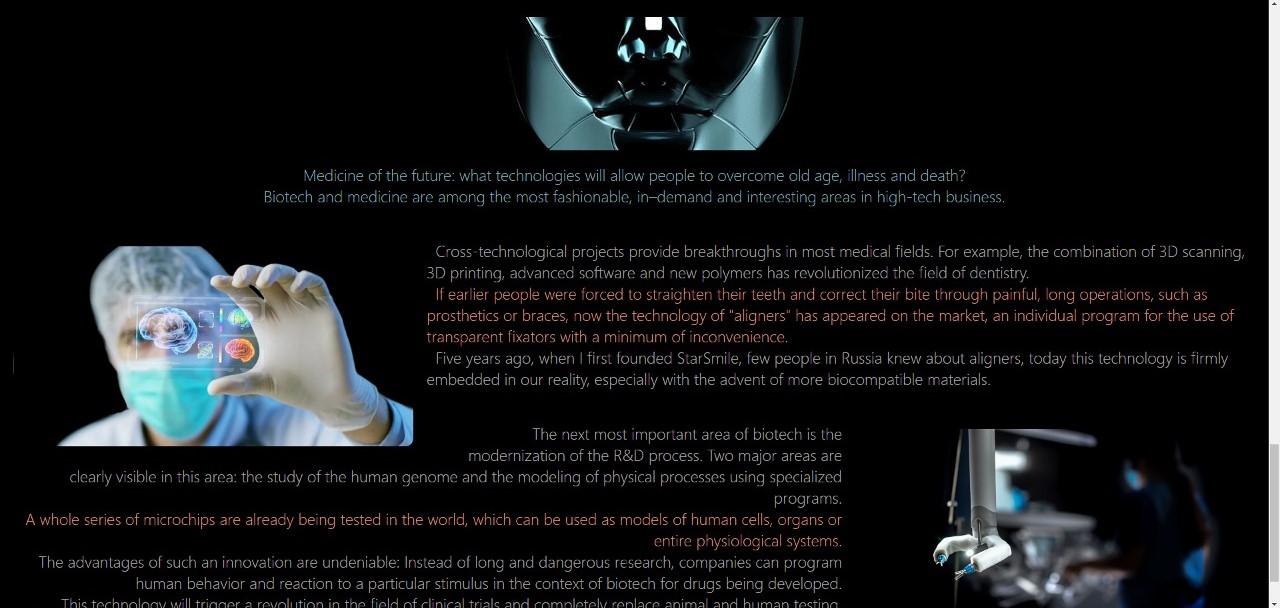 Medicine of the future: what technologies will allow people to overcome old age, illness and death?
Biotech and medicine are among the most fashionable, in–demand and interesting areas in high-tech business.
Cross-technological projects provide breakthroughs in most medical fields. For example, the combination of 3D scanning,
3D printing, advanced software and new polymers has revolutionized the field of dentistry.
If earlier people were forced to straighten their teeth and correct their bite through painful, long operations, such as
prosthetics or braces, now the technology of "aligners" has appeared on the market, an individual program for the use of
transparent fixators with a minimum of inconvenience.
Five years ago, when I first founded StarSmile, few people in Russia knew about aligners, today this technology is firmly
embedded in our reality, especially with the advent of more biocompatible materials.
The next most important area of biotech is the
modernization of the R&D process. Two major areas are
clearly visible in this area: the study of the human genome and the modeling of physical processes using specialized
programs.
A whole series of microchips are already being tested in the world, which can be used as models of human cells, organs or
entire physiological systems.
The advantages of such an innovation are undeniable: Instead of long and dangerous research, companies can program
human behavior and reaction to a particular stimulus in the context of biotech for drugs being developed.
This technology will trigger a revolution in the field of clinical trials and completely replace animal and human testing.